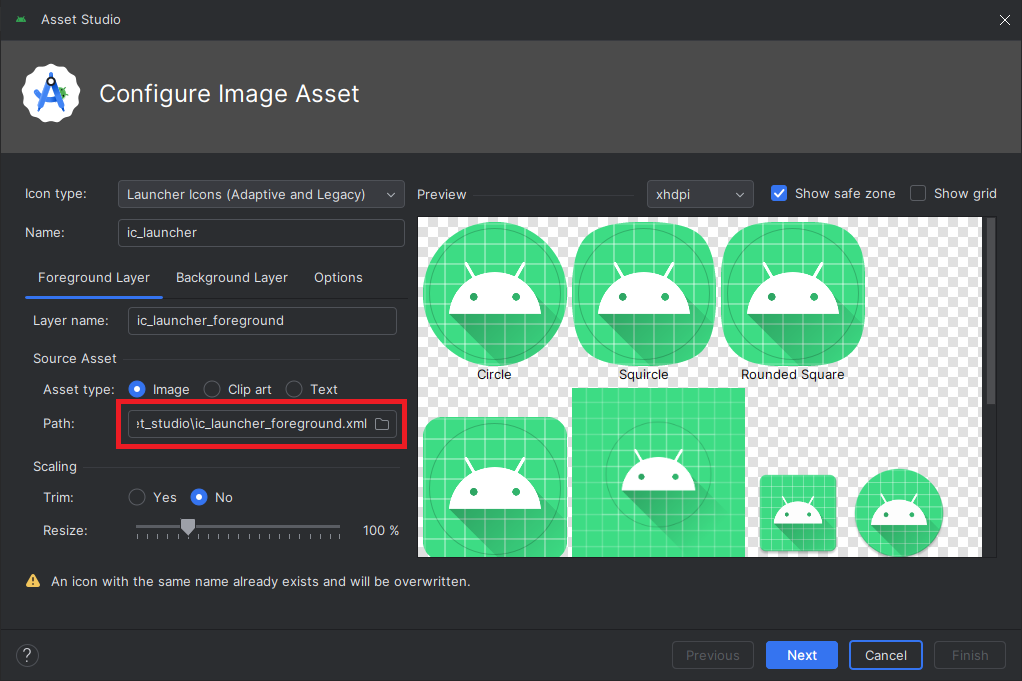 Asset Studio
Configure Image Asset
Icon type: Launcher Icons (Adaptive and Legacy)
Name: ic_launcher
Foreground Layer Background Layer Options
Layer name: ic_launcher_foreground
Source Asset
Asset type: Image Clip art Text
Path: et_studio\ic_launcher_foreground.xml
Scaling
Trim: Yes No
Resize: 100 %
Preview xhdpi Show safe zone Show grid
Circle Squircle Rounded Square
An icon with the same name already exists and will be overwritten.
? Previous Next Cancel Finish